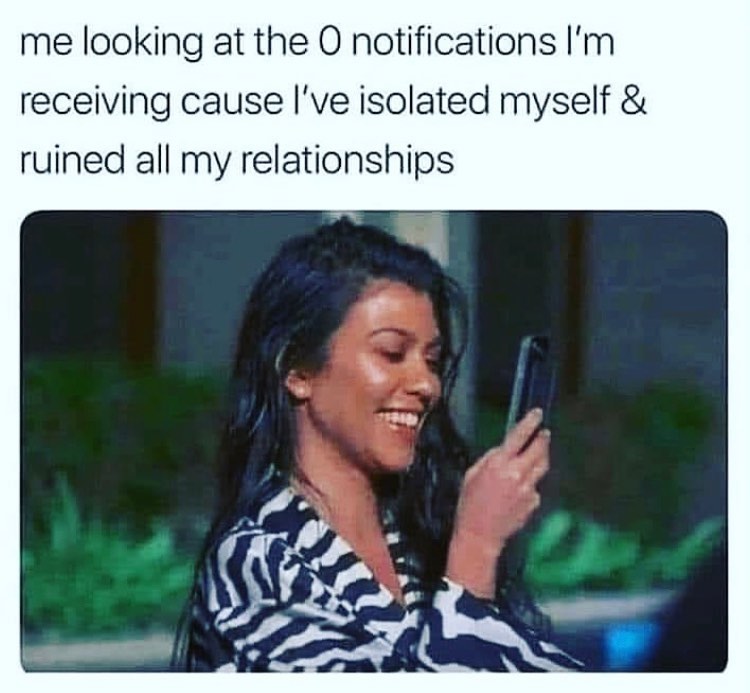 me looking at the 0 notifications I'm
receiving cause I've isolated myself &
ruined all my relationships